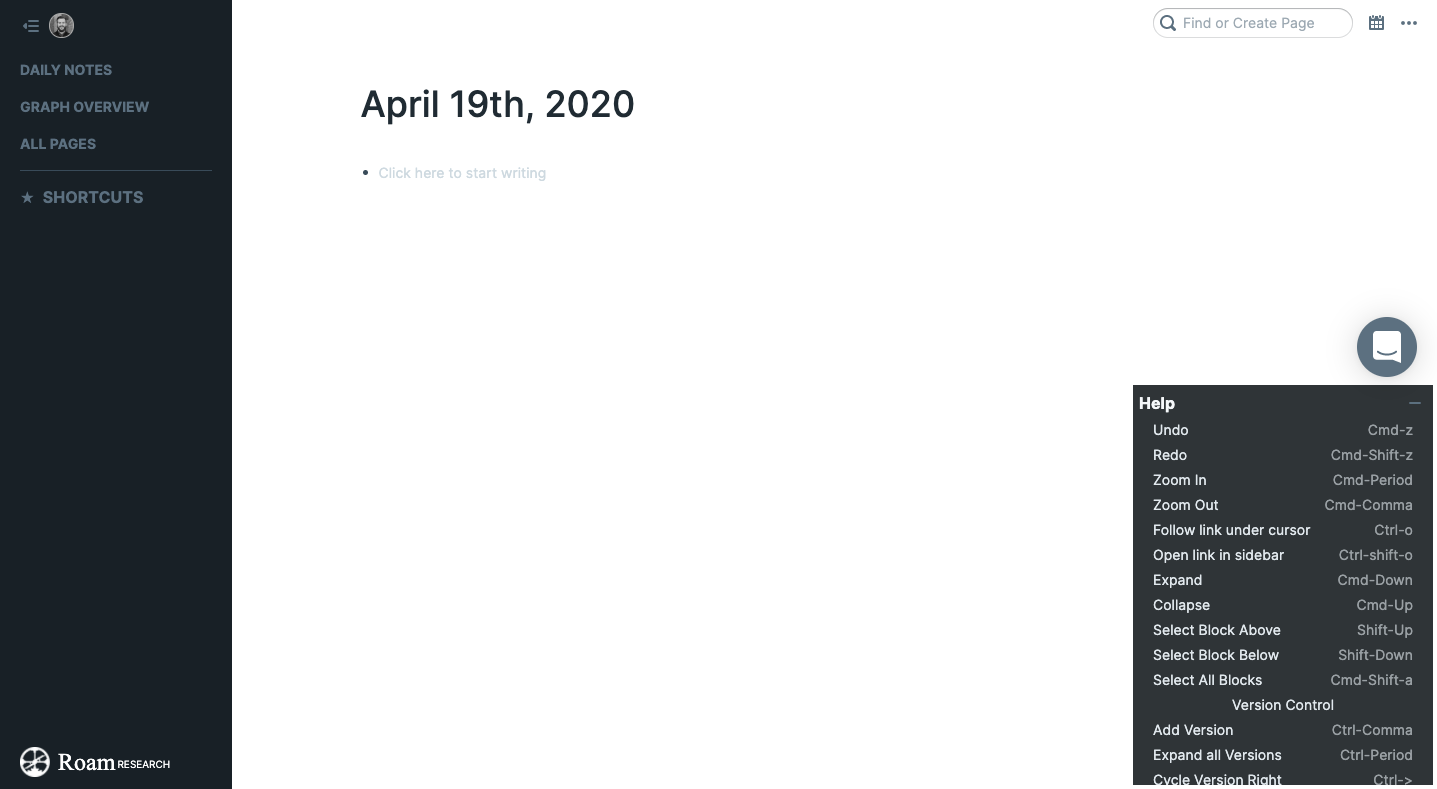 DAILY NOTES
GRAPH OVERVIEW
ALL PAGES
★ SHORTCUTS
Roam RESEARCH
Find or Create Page
April 19th, 2020
• Click here to start writing
Help
Undo Cmd-z
Redo Cmd-Shift-z
Zoom In Cmd-Period
Zoom Out Cmd-Comma
Follow link under cursor Ctrl-o
Open link in sidebar Ctrl-shift-o
Expand Cmd-Down
Collapse Cmd-Up
Select Block Above Shift-Up
Select Block Below Shift-Down
Select All Blocks Cmd-Shift-a
Version Control
Add Version Ctrl-Comma
Expand all Versions Ctrl-Period
Cycle Version Right Ctrl->